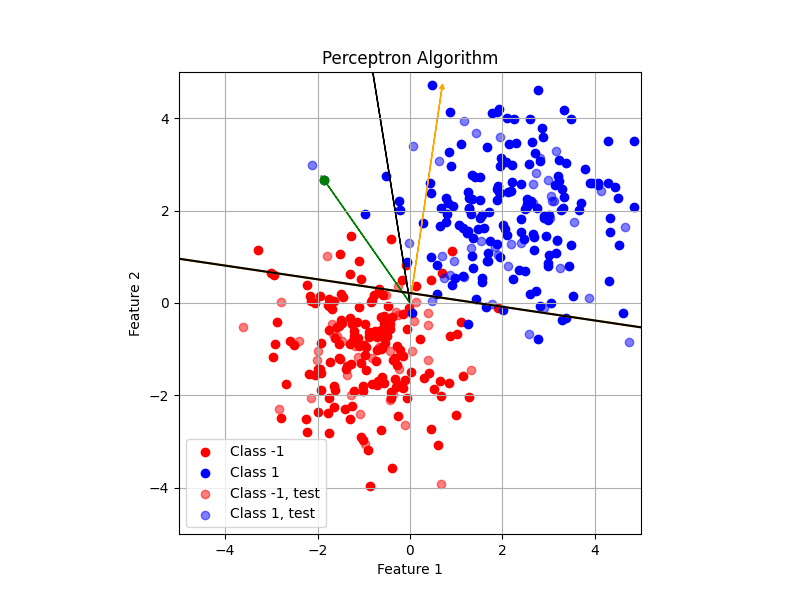 Perceptron Algorithm
Feature 2
4
2
0
−2
−4
Class -1
Class 1
Class -1, test
Class 1, test
−4
−2
0
2
4
Feature 1